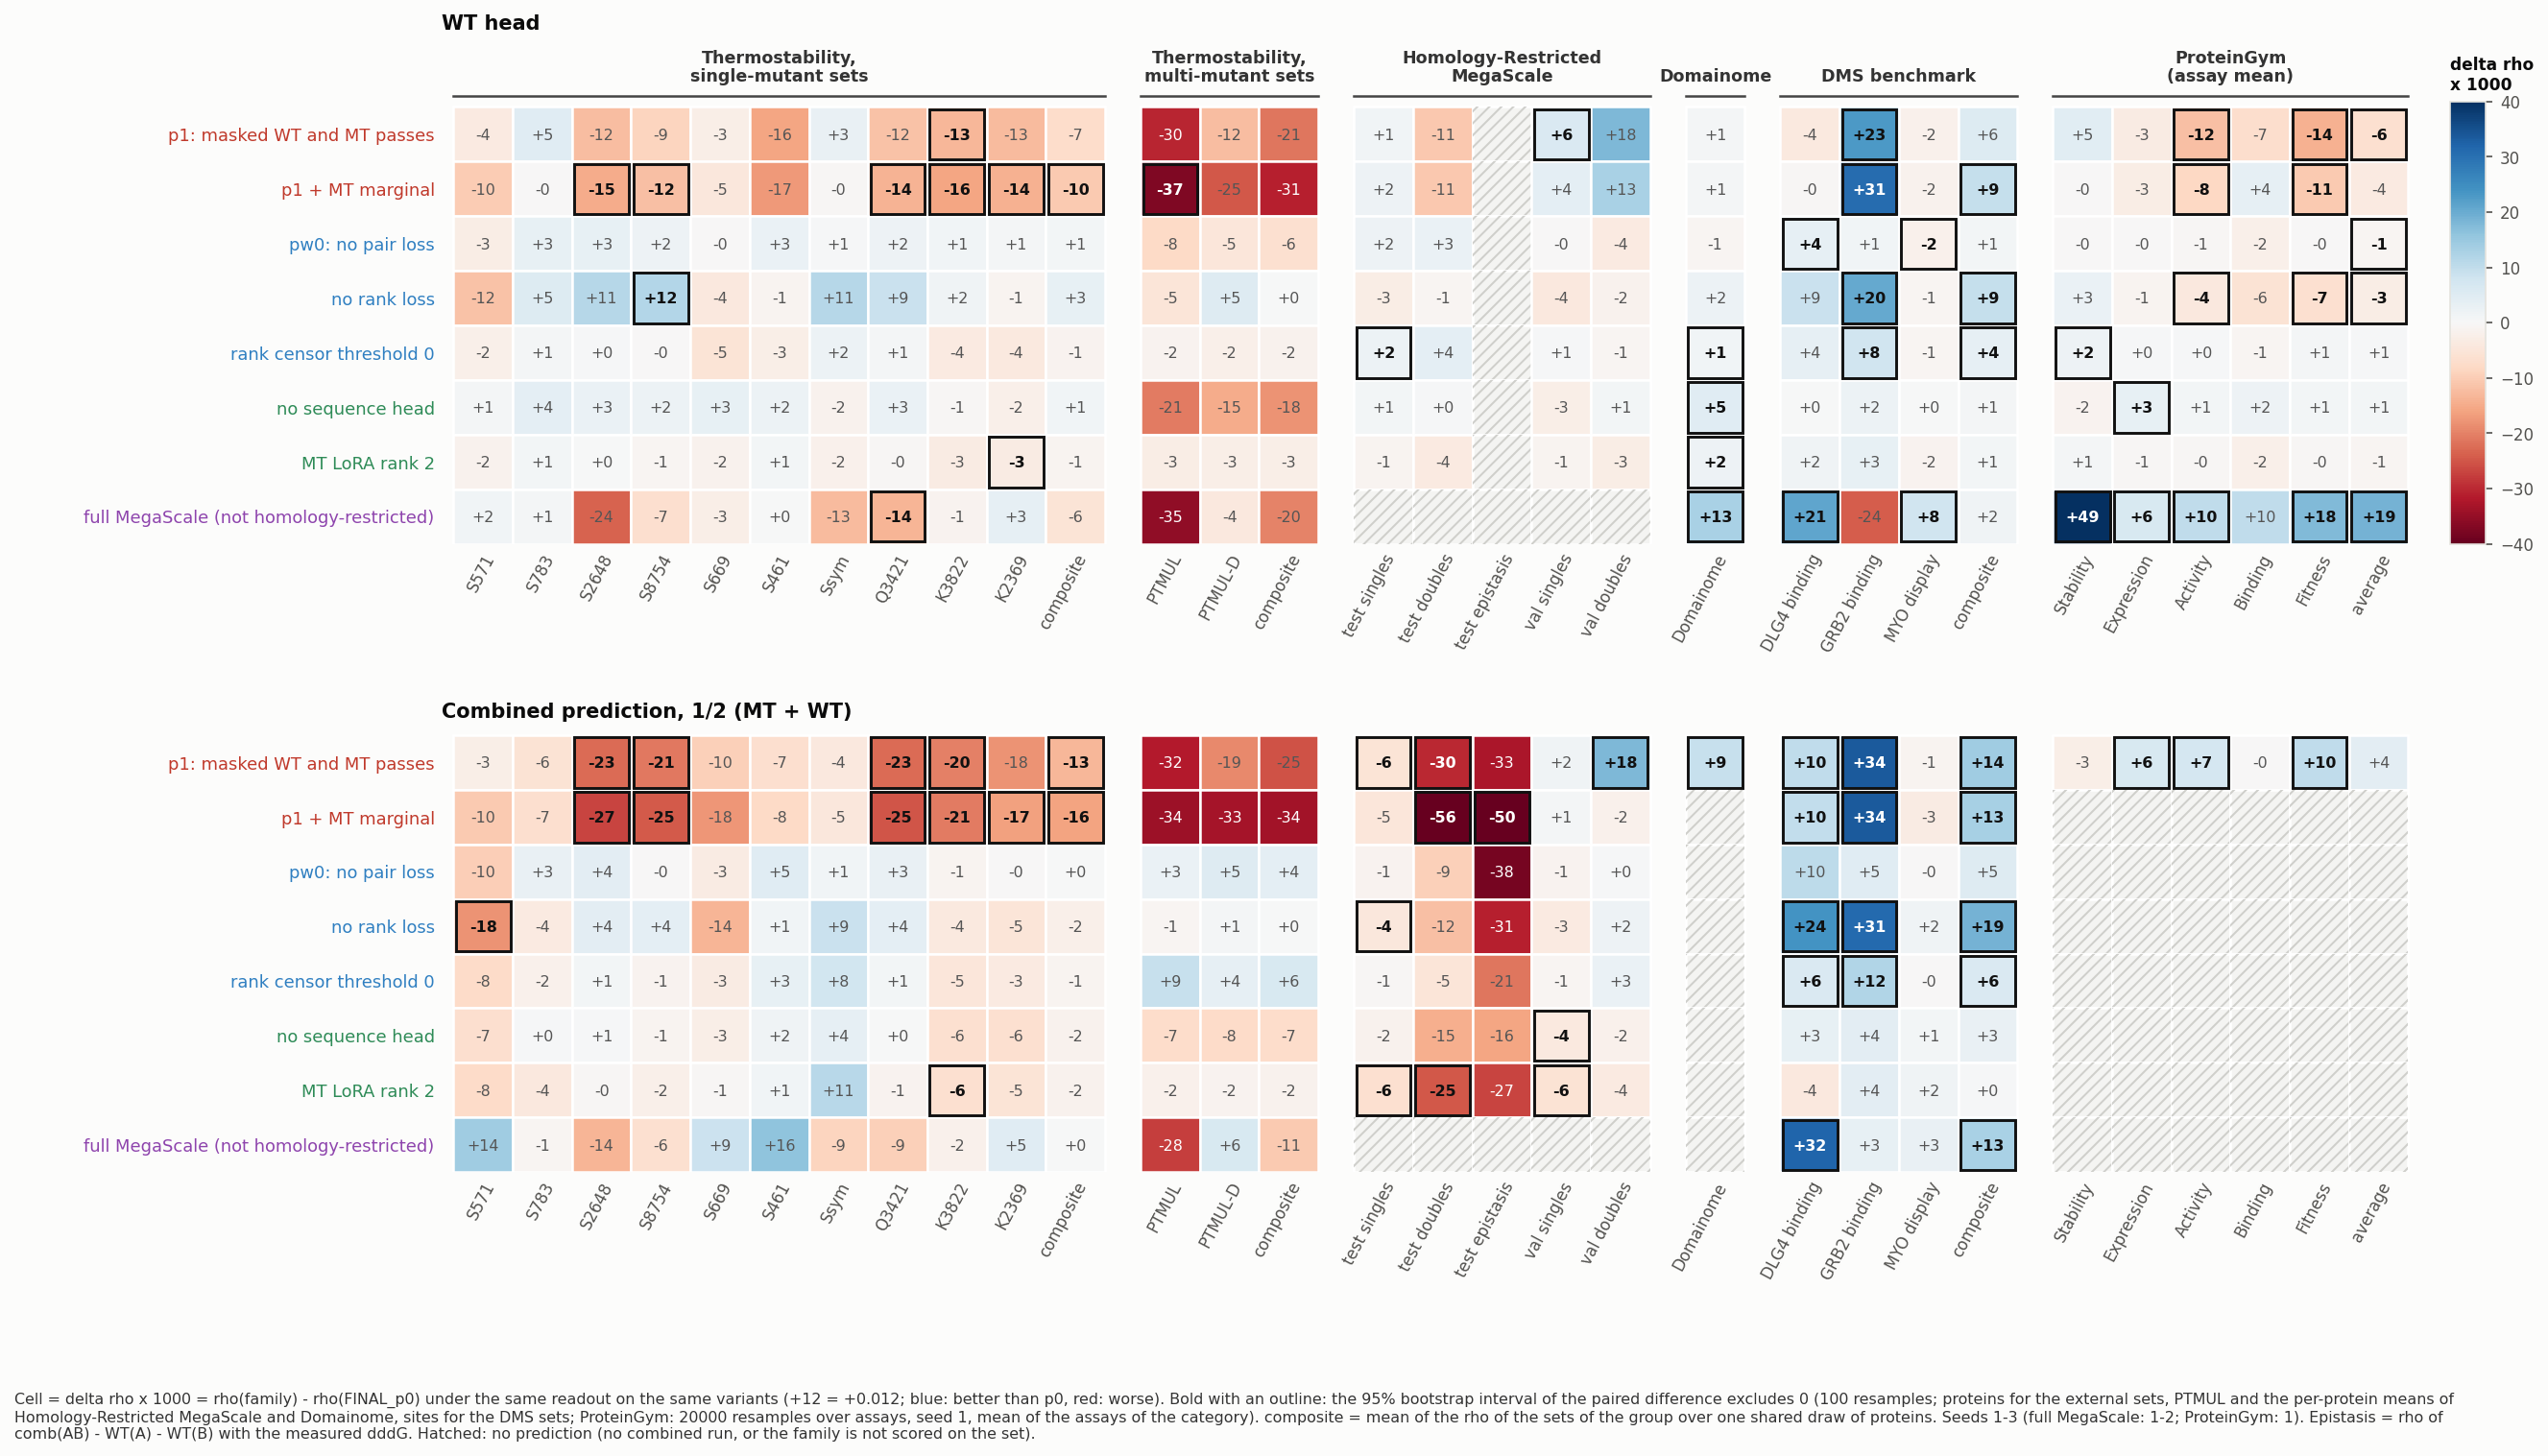 WT head
Thermostability,
single-mutant sets
Thermostability,
multi-mutant sets
Homology-Restricted
MegaScale
Domainome
DMS benchmark
ProteinGym
(assay mean)
delta rho
x 1000
p1: masked WT and MT passes -4 +5 -12 -9 -3 -16 +3 -12 -13 -13 -7 -30 -12 -21 +1 -11 +6 +18 +1 -4 +23 -2 +6 +5 -3 -12 -7 -14 -6
p1 + MT marginal -10 -0 -15 -12 -5 -17 -0 -14 -16 -14 -10 -37 -25 -31 +2 -11 +4 +13 +1 -0 +31 -2 +9 -0 -3 -8 +4 -11 -4
pw0: no pair loss -3 +3 +3 +2 -0 +3 +1 +2 +1 +1 +1 -8 -5 -6 +2 +3 -0 -4 -1 +4 +1 -2 +1 -0 -0 -1 -2 -0 -1
no rank loss -12 +5 +11 +12 -4 -1 +11 +9 +2 -1 +3 -5 +5 +0 -3 -1 -4 -2 +2 +9 +20 -1 +9 +3 -1 -4 -6 -7 -3
rank censor threshold 0 -2 +1 +0 -0 -5 -3 +2 +1 -4 -4 -1 -2 -2 -2 +2 +4 +1 -1 +1 +4 +8 -1 +4 +2 +0 +0 -1 +1 +1
no sequence head +1 +4 +3 +2 +3 +2 -2 +3 -1 -2 +1 -21 -15 -18 +1 +0 -3 +1 +5 +0 +2 +0 +1 -2 +3 +1 +2 +1 +1
MT LoRA rank 2 -2 +1 +0 -1 -2 +1 -2 -0 -3 -3 -1 -3 -3 -3 -1 -4 -1 -3 +2 +2 +3 -2 +1 +1 -1 -0 -2 -0 -1
full MegaScale (not homology-restricted) +2 +1 -24 -7 -3 +0 -13 -14 -1 +3 -6 -35 -4 -20 +13 +21 -24 +8 +2 +49 +6 +10 +10 +18 +19
40
30
20
10
0
−10
−20
−30
−40
S571 S783 S2648 S8754 S669 S461 Ssym Q3421 K3822 K2369 composite PTMUL PTMUL-D composite test singles test doubles test epistasis val singles val doubles Domainome DLG4 binding GRB2 binding MYO display composite Stability Expression Activity Binding Fitness average
Combined prediction, 1/2 (MT + WT)
p1: masked WT and MT passes -3 -6 -23 -21 -10 -7 -4 -23 -20 -18 -13 -32 -19 -25 -6 -30 -33 +2 +18 +9 +10 +34 -1 +14 -3 +6 +7 -0 +10 +4
p1 + MT marginal -10 -7 -27 -25 -18 -8 -5 -25 -21 -17 -16 -34 -33 -34 -5 -56 -50 +1 -2 +10 +34 -3 +13
pw0: no pair loss -10 +3 +4 -0 -3 +5 +1 +3 -1 -0 +0 +3 +5 +4 -1 -9 -38 -1 +0 +10 +5 -0 +5
no rank loss -18 -4 +4 +4 -14 +1 +9 +4 -4 -5 -2 -1 +1 +0 -4 -12 -31 -3 +2 +24 +31 +2 +19
rank censor threshold 0 -8 -2 +1 -1 -3 +3 +8 +1 -5 -3 -1 +9 +4 +6 -1 -5 -21 -1 +3 +6 +12 -0 +6
no sequence head -7 +0 +1 -1 -3 +2 +4 +0 -6 -6 -2 -7 -8 -7 -2 -15 -16 -4 -2 +3 +4 +1 +3
MT LoRA rank 2 -8 -4 -0 -2 -1 +1 +11 -1 -6 -5 -2 -2 -2 -2 -6 -25 -27 -6 -4 -4 +4 +2 +0
full MegaScale (not homology-restricted) +14 -1 -14 -6 +9 +16 -9 -9 -2 +5 +0 -28 +6 -11 +32 +3 +3 +13
S571 S783 S2648 S8754 S669 S461 Ssym Q3421 K3822 K2369 composite PTMUL PTMUL-D composite test singles test doubles test epistasis val singles val doubles Domainome DLG4 binding GRB2 binding MYO display composite Stability Expression Activity Binding Fitness average
Cell = delta rho x 1000 = rho(family) - rho(FINAL_p0) under the same readout on the same variants (+12 = +0.012; blue: better than p0, red: worse). Bold with an outline: the 95% bootstrap interval of the paired difference excludes 0 (100 resamples; proteins for the external sets, PTMUL and the per-protein means of
Homology-Restricted MegaScale and Domainome, sites for the DMS sets; ProteinGym: 20000 resamples over assays, seed 1, mean of the assays of the category). composite = mean of the rho of the sets of the group over one shared draw of proteins. Seeds 1-3 (full MegaScale: 1-2; ProteinGym: 1). Epistasis = rho of
comb(AB) - WT(A) - WT(B) with the measured dddG. Hatched: no prediction (no combined run, or the family is not scored on the set).